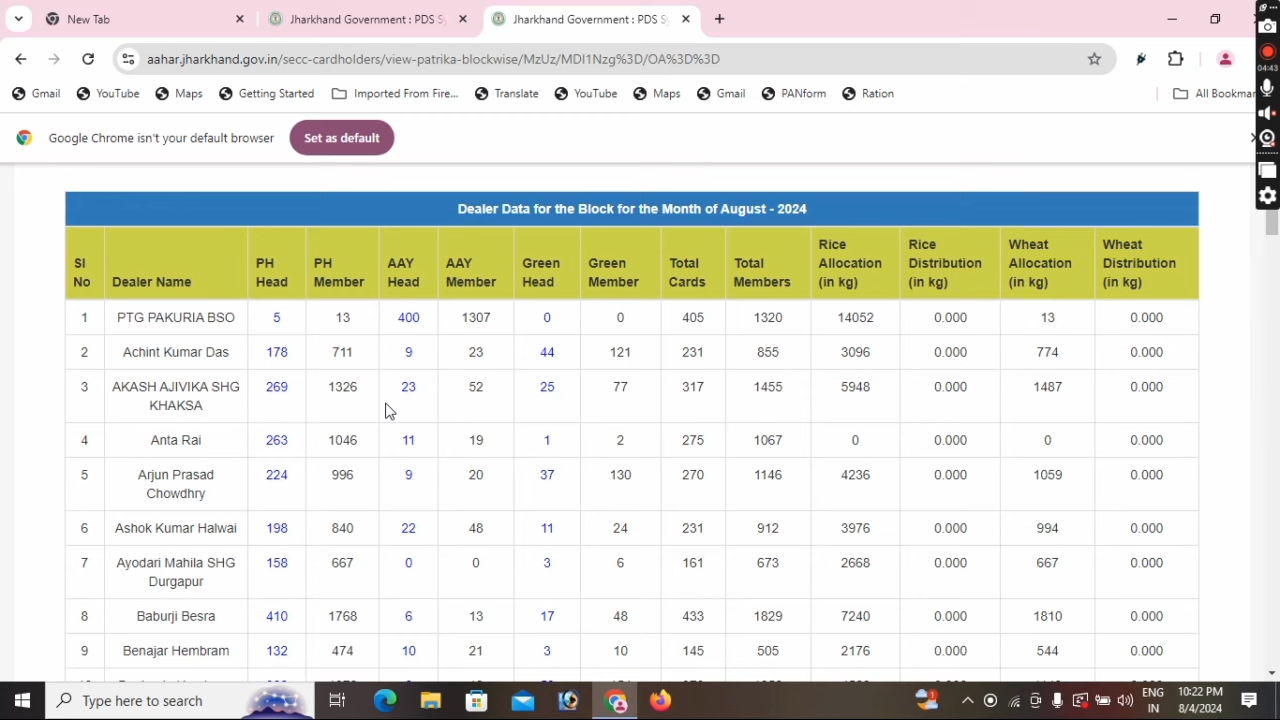 New Tab
Jharkhand Government : PDS S
Jharkhand Government : PDS S
aahar.jharkhand.gov.in/secc-cardholders/view-patrika-blockwise/MzUz/MDI1Nzg%3D/OA%3D%3D
Gmail YouTube Maps Getting Started Imported From Fire... Translate YouTube Maps Gmail PANform Ration All Bookmar
04:43
Google Chrome isn't your default browser Set as default
Dealer Data for the Block for the Month of August - 2024
Sl No Dealer Name PH Head PH Member AAY Head AAY Member Green Head Green Member Total Cards Total Members Rice Allocation (in kg) Rice Distribution (in kg) Wheat Allocation (in kg) Wheat Distribution (in kg)
1 PTG PAKURIA BSO 5 13 400 1307 0 0 405 1320 14052 0.000 13 0.000
2 Achint Kumar Das 178 711 9 23 44 121 231 855 3096 0.000 774 0.000
3 AKASH AJIVIKA SHG KHAKSA 269 1326 23 52 25 77 317 1455 5948 0.000 1487 0.000
4 Anta Rai 263 1046 11 19 1 2 275 1067 0 0.000 0 0.000
5 Arjun Prasad Chowdhry 224 996 9 20 37 130 270 1146 4236 0.000 1059 0.000
6 Ashok Kumar Halwai 198 840 22 48 11 24 231 912 3976 0.000 994 0.000
7 Ayodari Mahila SHG Durgapur 158 667 0 0 3 6 161 673 2668 0.000 667 0.000
8 Baburji Besra 410 1768 6 13 17 48 433 1829 7240 0.000 1810 0.000
9 Benajar Hembram 132 474 10 21 3 10 145 505 2176 0.000 544 0.000
Type here to search
1
ENG
IN
10:22 PM
8/4/2024